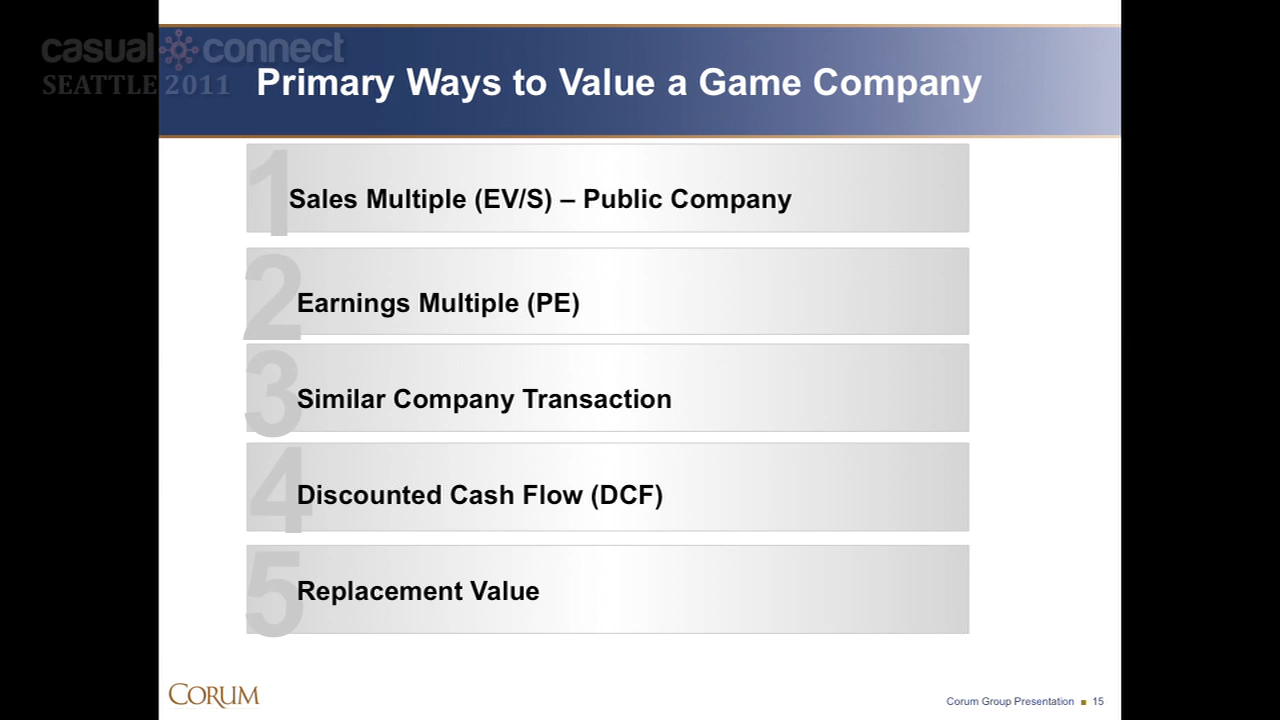 casual connect
SEATTLE 2011
Primary Ways to Value a Game Company
1
Sales Multiple (EV/S) – Public Company
2
Earnings Multiple (PE)
3
Similar Company Transaction
4
Discounted Cash Flow (DCF)
5
Replacement Value
CORUM
Corum Group Presentation ■ 15